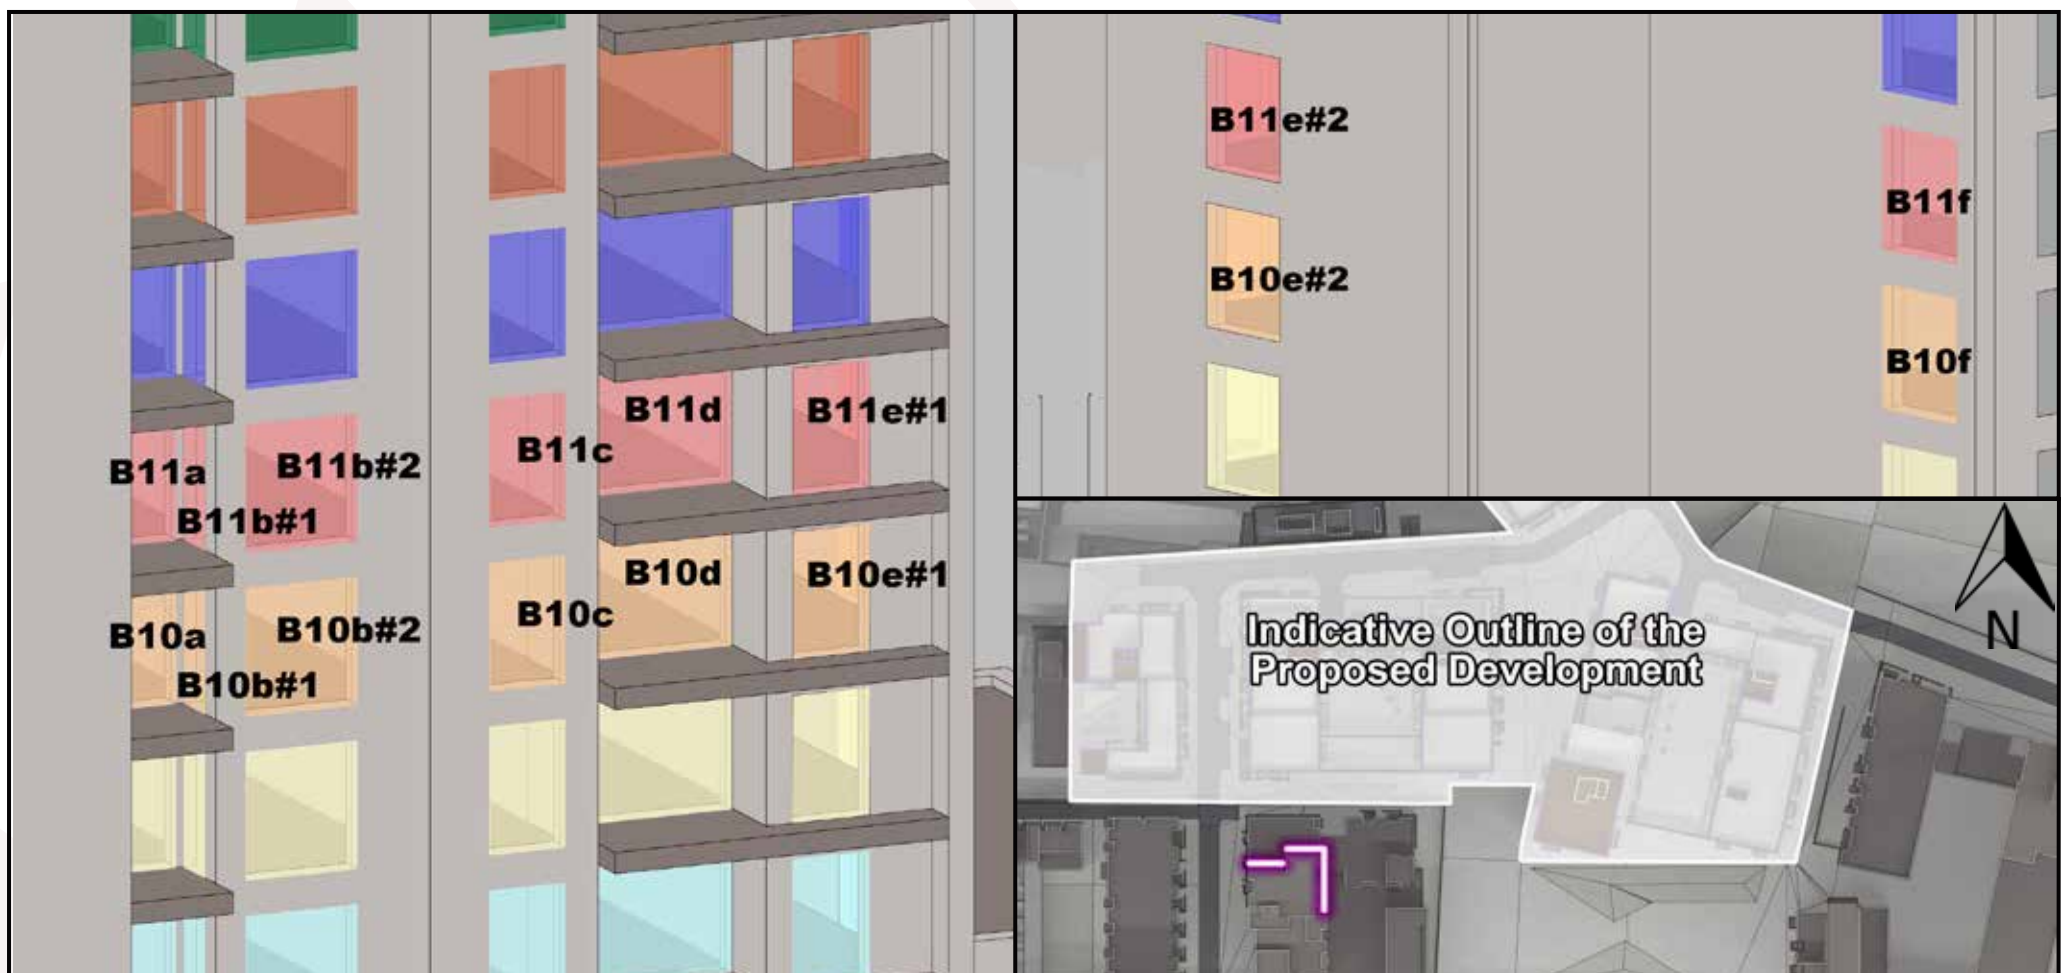 B11a
B11b#1
B11b#2
B11c
B11d
B11e#1
B10a
B10b#1
B10b#2
B10c
B10d
B10e#1
B11e#2
B11f
B10e#2
B10f
Indicative Outline of the
Proposed Development
N